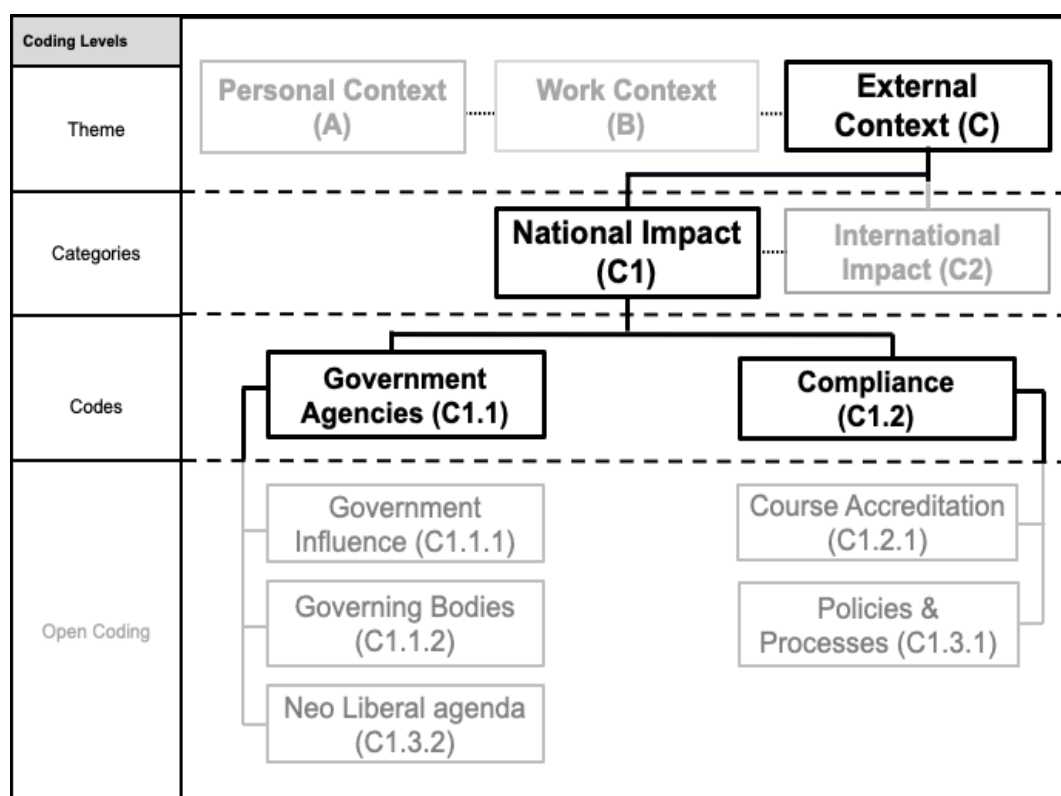 Coding Levels
Theme
Personal Context
(A)
Work Context
(B)
External
Context (C)
Categories
National Impact
(C1)
International
Impact (C2)
Codes
Government
Agencies (C1.1)
Compliance
(C1.2)
Open Coding
Government
Influence (C1.1.1)
Course Accreditation
(C1.2.1)
Governing Bodies
(C1.1.2)
Policies &
Processes (C1.3.1)
Neo Liberal agenda
(C1.3.2)